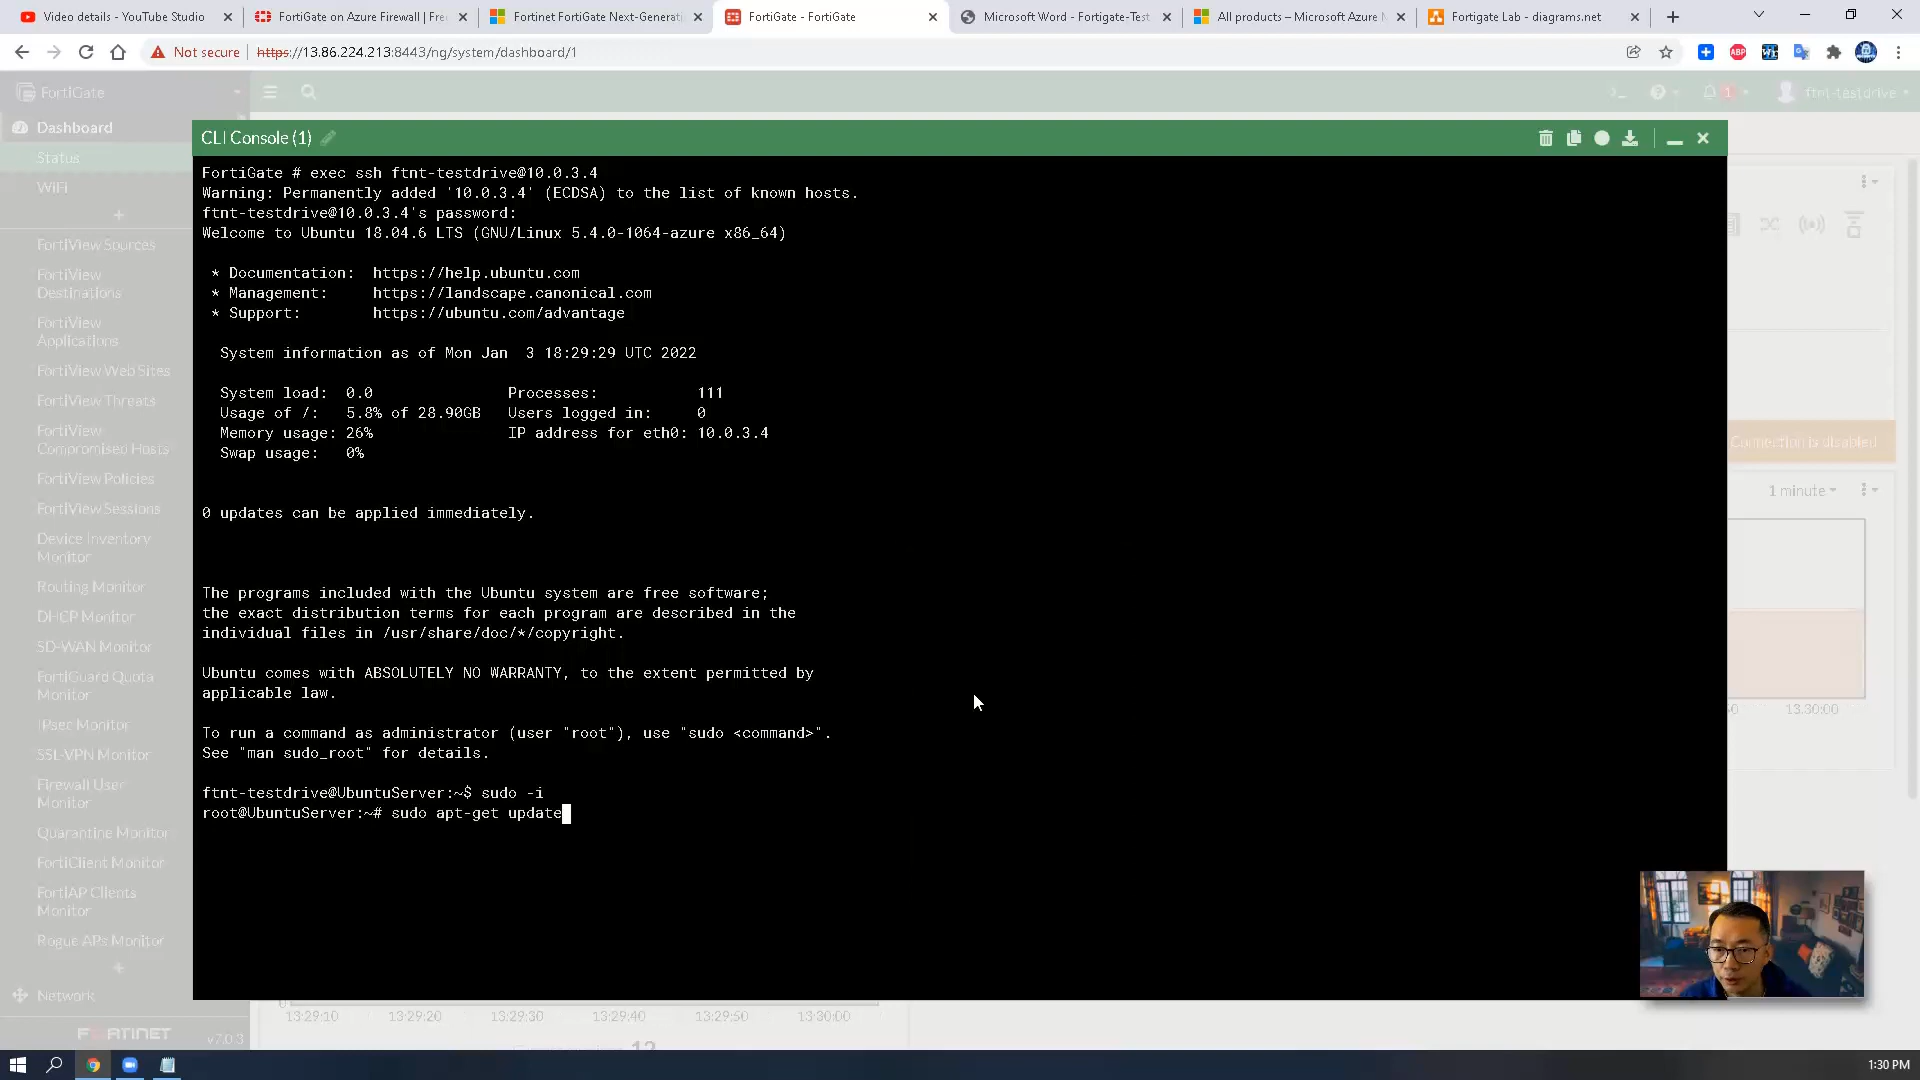 Video details - YouTube Studio
FortiGate on Azure Firewall | Fre
Fortinet FortiGate Next-Generati
FortiGate - FortiGate
Microsoft Word - Fortigate-Test
All products – Microsoft Azure M
Fortigate Lab - diagrams.net
Not secure
https://13.86.224.213:8443/ng/system/dashboard/1
FortiGate
1
ftnt-testdrive
Dashboard
Status
WiFi
FortiView Sources
FortiView
Destinations
FortiView
Applications
FortiView Web Sites
FortiView Threats
FortiView
Compromised Hosts
FortiView Policies
FortiView Sessions
Device Inventory
Monitor
Routing Monitor
DHCP Monitor
SD-WAN Monitor
FortiGuard Quota
Monitor
IPsec Monitor
SSL-VPN Monitor
Firewall User
Monitor
Quarantine Monitor
FortiClient Monitor
FortiAP Clients
Monitor
Rogue APs Monitor
Network
FORTINET
v7.0.3
CLI Console (1)
FortiGate # exec ssh ftnt-testdrive@10.0.3.4
Warning: Permanently added '10.0.3.4' (ECDSA) to the list of known hosts.
ftnt-testdrive@10.0.3.4's password:
Welcome to Ubuntu 18.04.6 LTS (GNU/Linux 5.4.0-1064-azure x86_64)
* Documentation: https://help.ubuntu.com
* Management: https://landscape.canonical.com
* Support: https://ubuntu.com/advantage
System information as of Mon Jan 3 18:29:29 UTC 2022
System load: 0.0 Processes: 111
Usage of /: 5.8% of 28.90GB Users logged in: 0
Memory usage: 26% IP address for eth0: 10.0.3.4
Swap usage: 0%
0 updates can be applied immediately.
The programs included with the Ubuntu system are free software;
the exact distribution terms for each program are described in the
individual files in /usr/share/doc/*/copyright.
Ubuntu comes with ABSOLUTELY NO WARRANTY, to the extent permitted by
applicable law.
To run a command as administrator (user "root"), use "sudo <command>".
See "man sudo_root" for details.
ftnt-testdrive@UbuntuServer:~$ sudo -i
root@UbuntuServer:~# sudo apt-get update
Connection is disabled
1 minute
13:30:00
13:29:10 13:29:20 13:29:30 13:29:40 13:29:50 13:30:00
1:30 PM